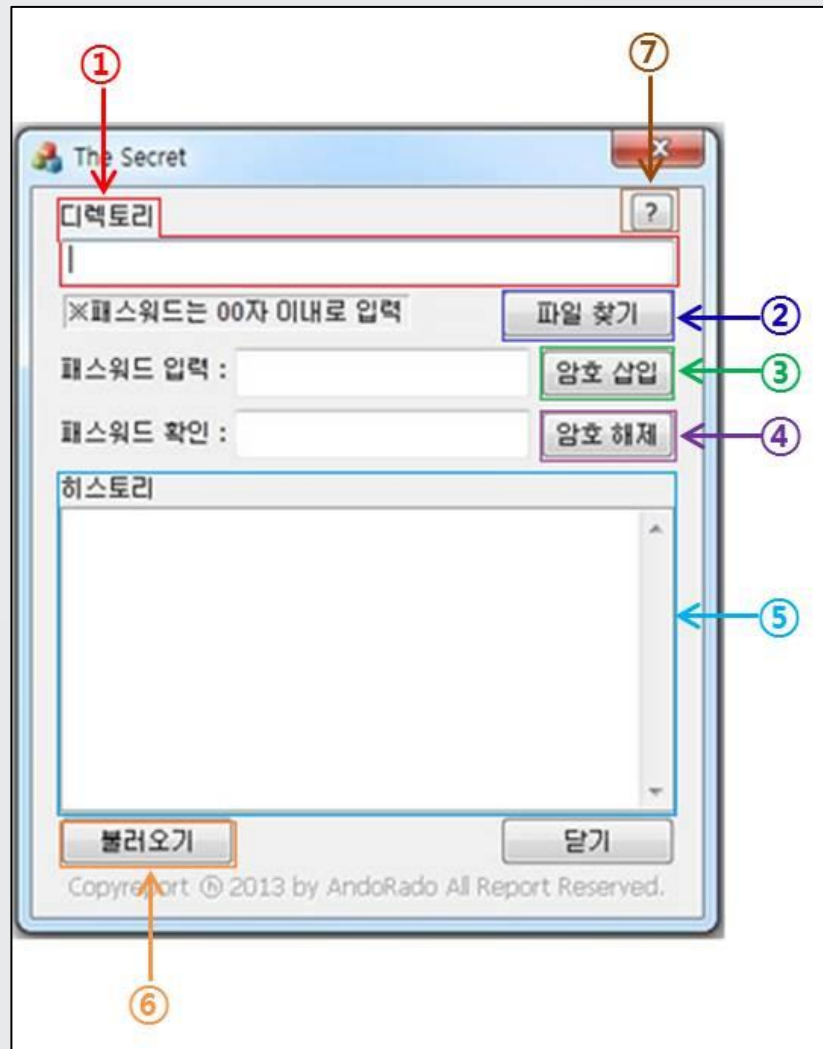 ① ⑦
The Secret
디렉토리 ?
※패스워드는 00자 이내로 입력 파일 찾기 ②
패스워드 입력 : 암호 삽입 ③
패스워드 확인 : 암호 해제 ④
히스토리
⑤
불러오기 닫기
Copyreport ⓗ 2013 by AndoRado All Report Reserved.
⑥